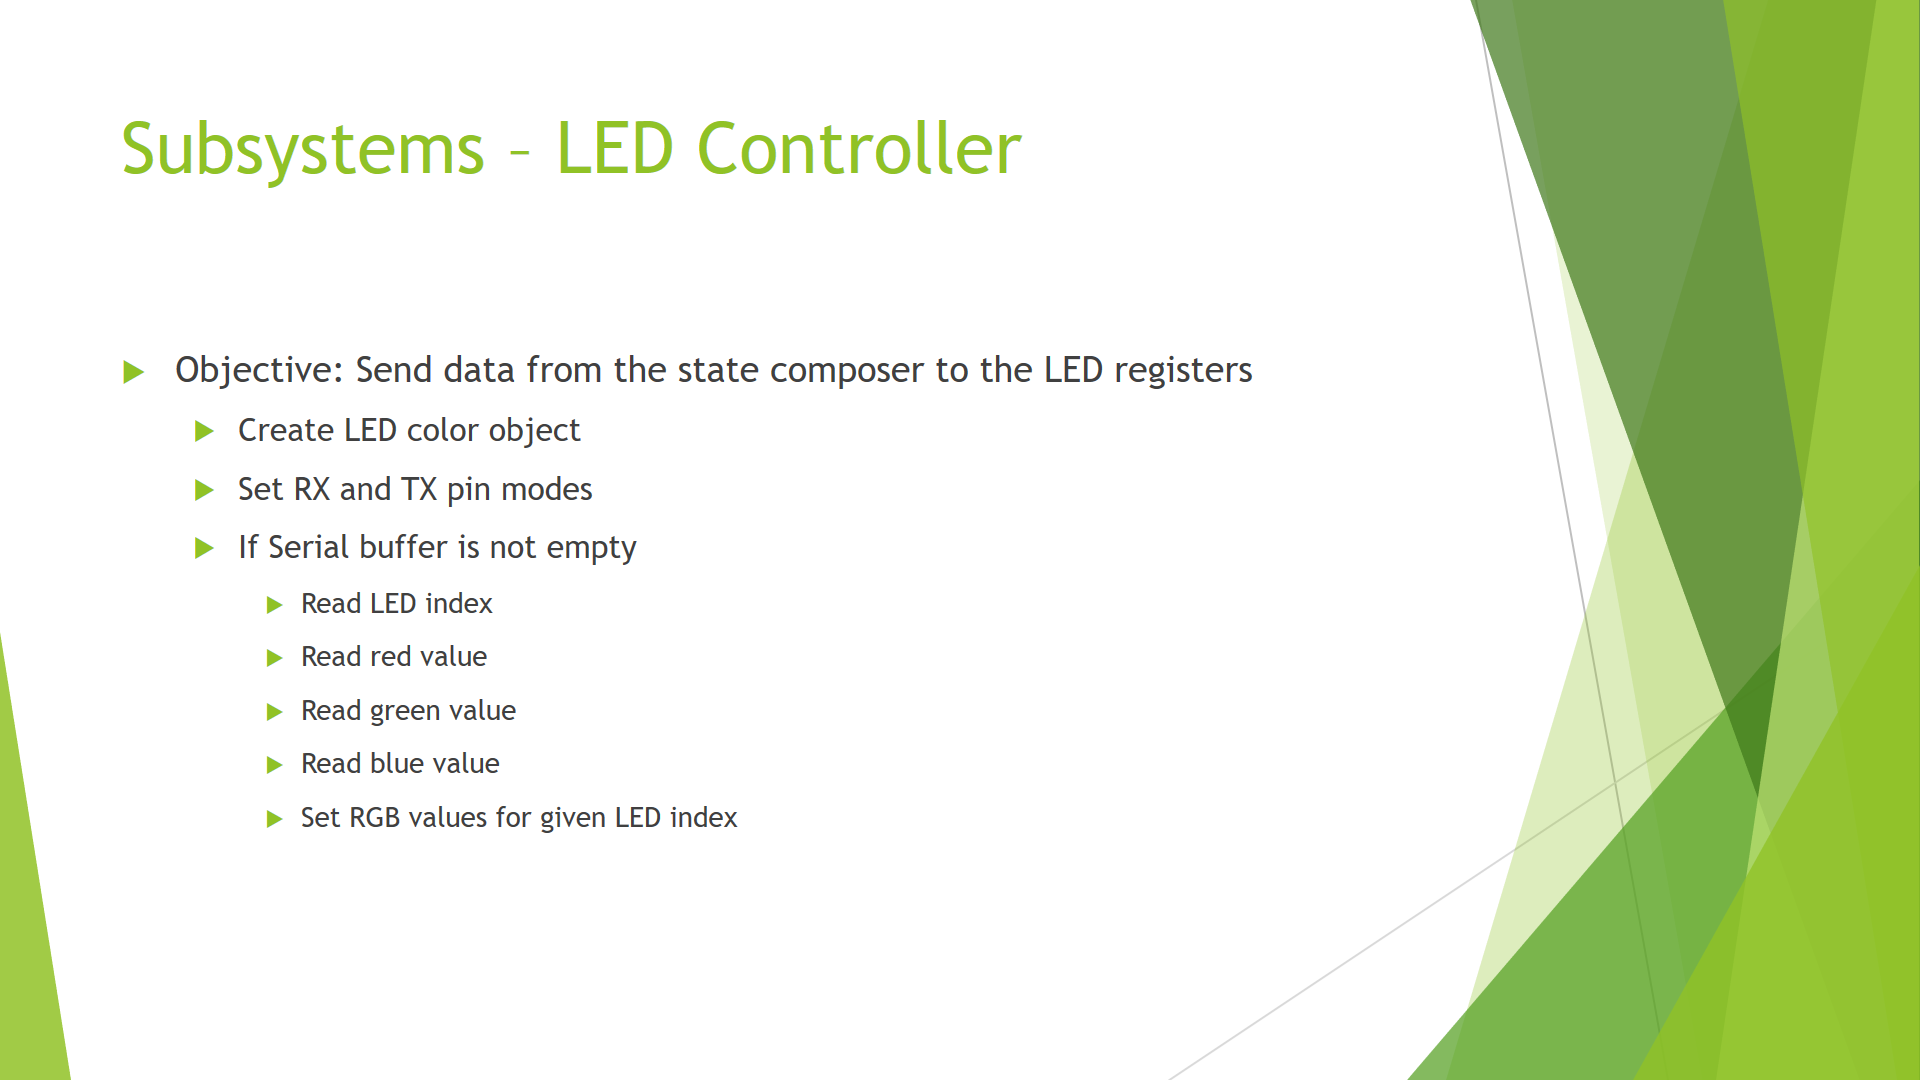 Subsystems – LED Controller
Objective: Send data from the state composer to the LED registers
Create LED color object
Set RX and TX pin modes
If Serial buffer is not empty
Read LED index
Read red value
Read green value
Read blue value
Set RGB values for given LED index